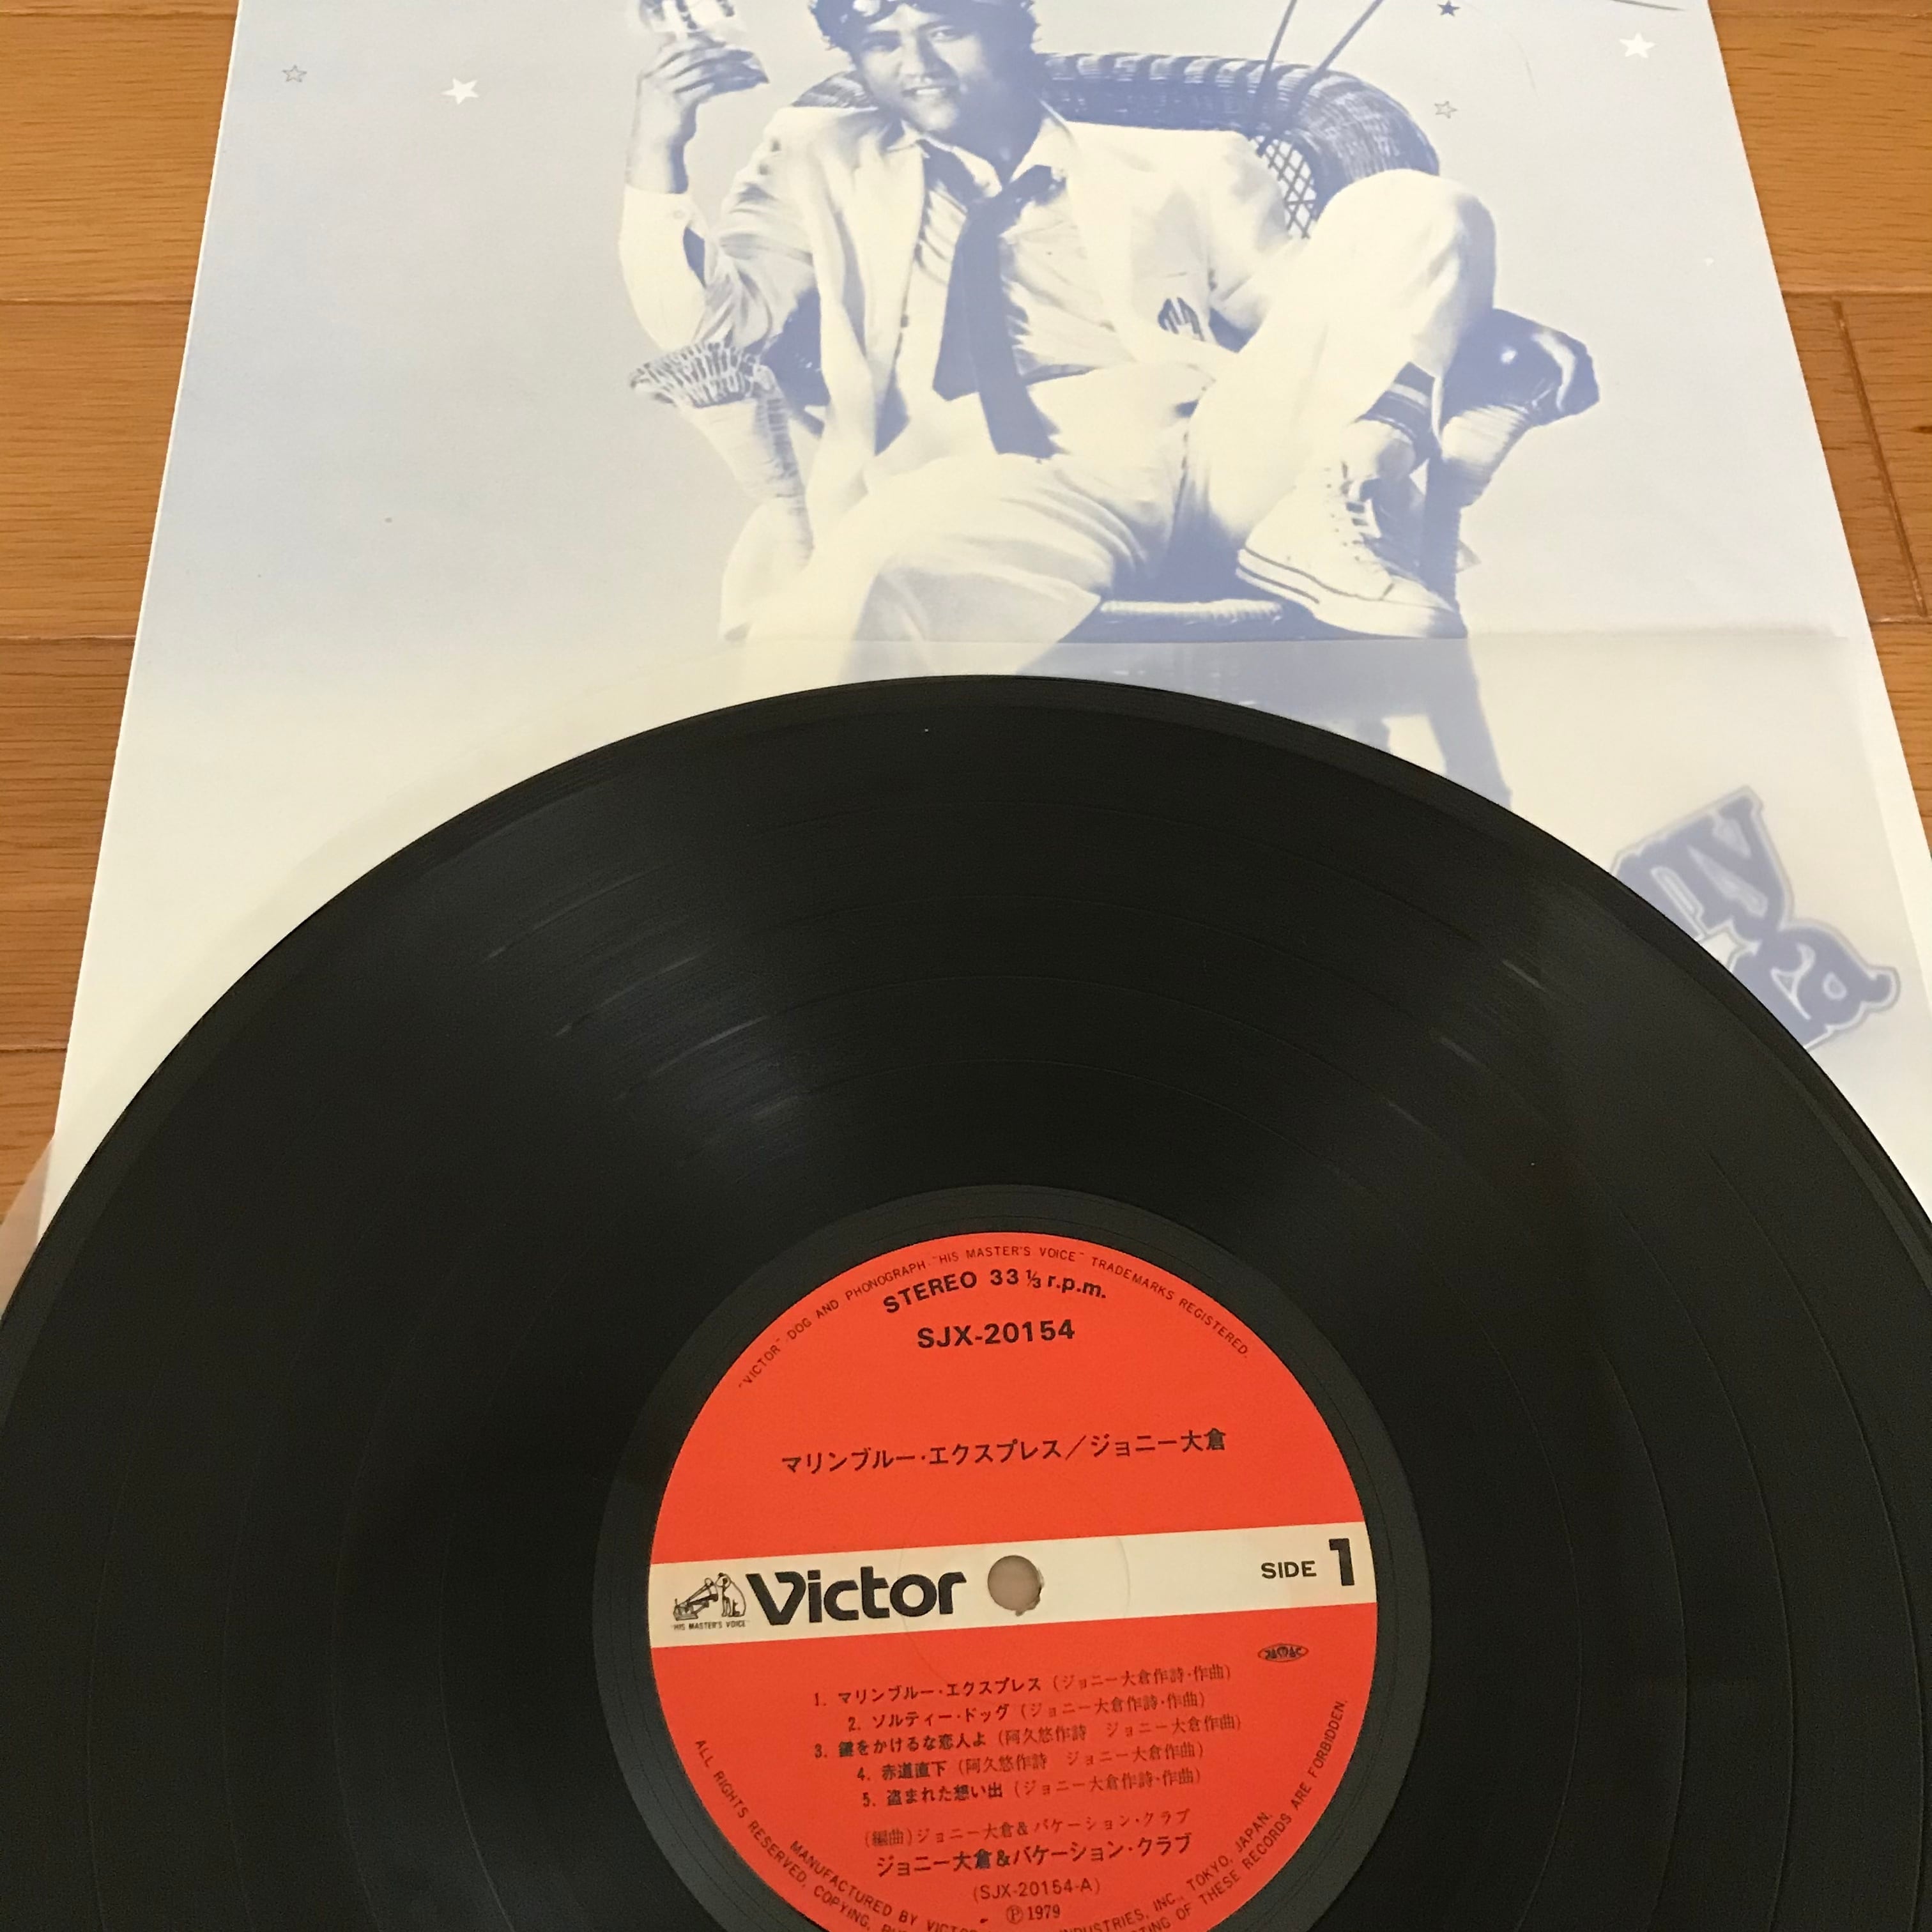 "VICTOR" "DOG AND PHONOGRAPH" "HIS MASTER'S VOICE" TRADEMARKS REGISTERED.
STEREO 33⅓ r.p.m.
SJX-20154
マリンブルー・エクスプレス／ジョニー大倉
"HIS MASTER'S VOICE"
Victor
SIDE 1
1. マリンブルー・エクスプレス (ジョニー大倉作詩・作曲)
2. ソルティー・ドッグ (ジョニー大倉作詩・作曲)
3. 鍵をかけるな恋人よ (阿久悠作詩 ジョニー大倉作曲)
4. 赤道直下 (阿久悠作詩 ジョニー大倉作曲)
5. 盗まれた想い出 (ジョニー大倉作詩・作曲)
(編曲)ジョニー大倉&バケーション・クラブ
ジョニー大倉&バケーション・クラブ
(SJX-20154-A)
Ⓟ1979
MANUFACTURED BY VICTOR INDUSTRIES, INC., TOKYO, JAPAN.
ALL RIGHTS RESERVED, COPYING, OF THESE RECORDS ARE FORBIDDEN.
ny